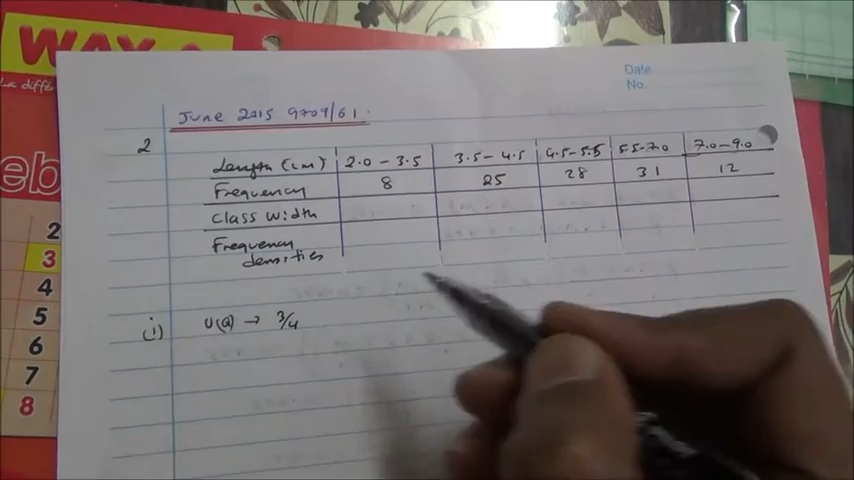 WAY
La diffé
Date
No.
June 2015 9709/61.
2
Length (cm) 2.0 - 3.5 3.5 - 4.5 4.5 - 5.5 5.5 - 7.0 7.0 - 9.0
Frequency 8 25 28 31 12
Class width
Frequency
densities
(i) U(Q) → 3/4
2
3
4
5
6
7
8